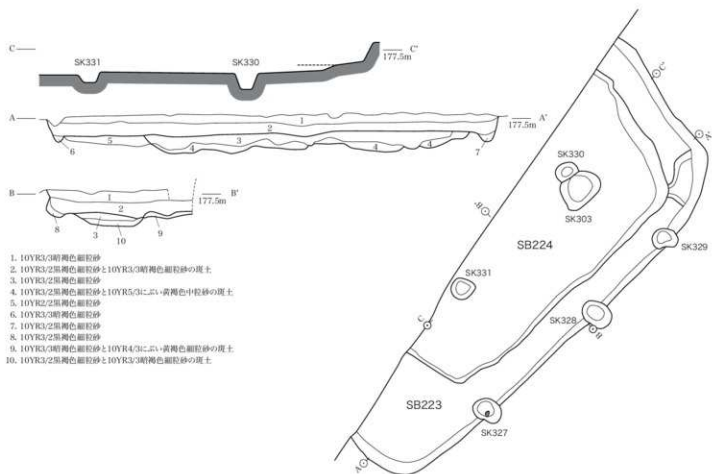 C
C'
177.5m
SK331
SK330
A
A'
177.5m
1
2
3
4
4
4
5
6
7
B
B'
177.5m
1
2
3
8
9
10
1. 10YR3/3暗褐色細粒砂
2. 10YR3/2黒褐色細粒砂と10YR3/3暗褐色細粒砂の斑土
3. 10YR3/2黒褐色細粒砂
4. 10YR3/2黒褐色細粒砂と10YR5/3にぶい黄褐色中粒砂の斑土
5. 10YR2/2黒褐色細粒砂
6. 10YR3/3暗褐色細粒砂
7. 10YR3/2黒褐色細粒砂
8. 10YR3/2黒褐色細粒砂
9. 10YR3/3暗褐色細粒砂と10YR4/3にぶい黄褐色細粒砂の斑土
10. 10YR3/2黒褐色細粒砂と10YR3/3暗褐色細粒砂の斑土
C'
A'
SK330
SK303
B'
SK329
SB224
SK331
C
SK328
B
SB223
SK327
A